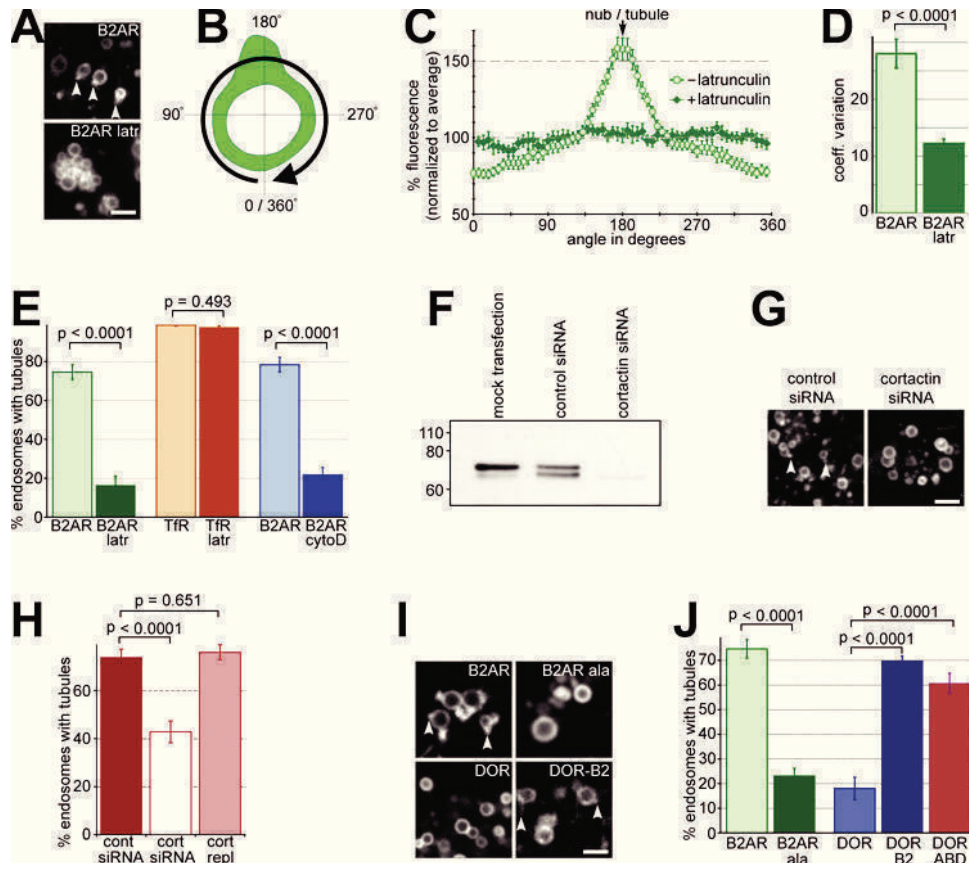 A
B2AR
B2AR latr
B
180°
90°
270°
0 / 360°
C
nub / tubule
% fluorescence
(normalized to average)
150
100
50
–latrunculin
+latrunculin
0
90
180
270
360
angle in degrees
D
p < 0.0001
coeff. variation
20
10
0
B2AR
B2AR
latr
E
p < 0.0001
p = 0.493
p < 0.0001
% endosomes with tubules
80
60
40
20
0
B2AR
B2AR
latr
TfR
TfR
latr
B2AR
B2AR
cytoD
F
mock transfection
control siRNA
cortactin siRNA
110
80
60
G
control
siRNA
cortactin
siRNA
H
p = 0.651
p < 0.0001
% endosomes with tubules
60
40
20
0
cont
siRNA
cort
siRNA
cort
repl
I
B2AR
B2AR ala
DOR
DOR-B2
J
p < 0.0001
p < 0.0001
p < 0.0001
% endosomes with tubules
70
60
50
40
30
20
10
0
B2AR
B2AR
ala
DOR
DOR
B2
DOR
ABD